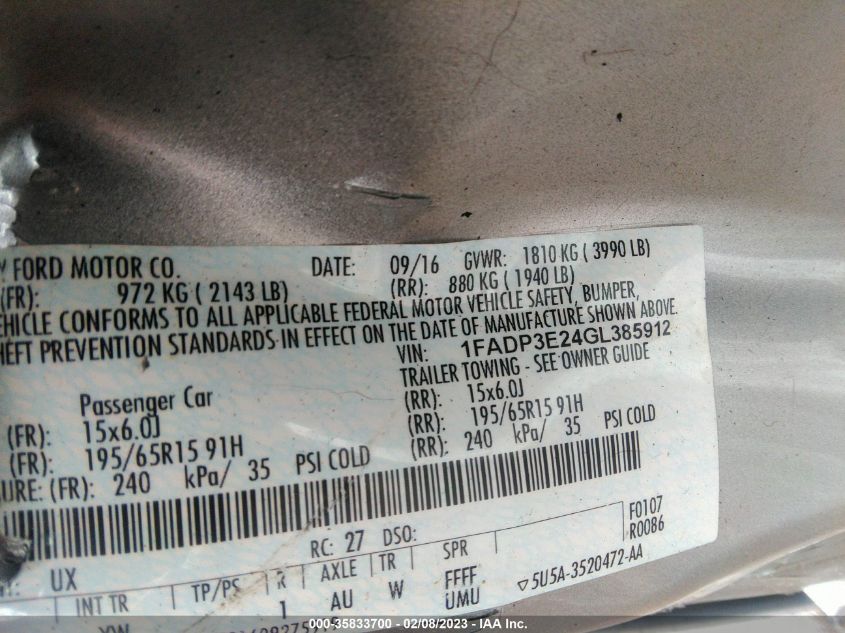 FORD MOTOR CO. DATE: 09/16 GVWR: 1810 KG ( 3990 LB)
(FR): 972 KG ( 2143 LB) (RR): 880 KG ( 1940 LB)
EHICLE CONFORMS TO ALL APPLICABLE FEDERAL MOTOR VEHICLE SAFETY, BUMPER,
HEFT PREVENTION STANDARDS IN EFFECT ON THE DATE OF MANUFACTURE SHOWN ABOVE.
VIN: 1FADP3E24GL385912
TRAILER TOWING - SEE OWNER GUIDE
Passenger Car
(FR): 15x6.0J (RR): 15x6.0J
(FR): 195/65R15 91H (RR): 195/65R15 91H
URE: (FR): 240 kPa/ 35 PSI COLD (RR): 240 kPa/ 35 PSI COLD
F0107
R0086
RC: 27 DSO:
UX
INT TR TP/PS R AXLE TR SPR
1 AU W FFFF
UMU
▽5U5A-3520472-AA
000-35833700 - 02/08/2023 - IAA Inc.